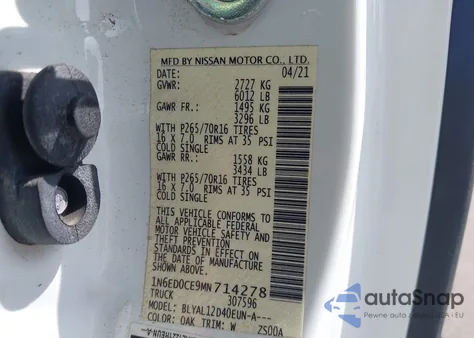 MFD BY NISSAN MOTOR CO., LTD.
DATE: 04/21
GVWR: 2727 KG
6012 LB
GAWR FR: 1495 KG
3296 LB
WITH P265/70R16 TIRES
16 X 7.0 RIMS AT 35 PSI
COLD SINGLE
GAWR RR: 1558 KG
3434 LB
WITH P265/70R16 TIRES
16 X 7.0 RIMS AT 35 PSI
COLD SINGLE
THIS VEHICLE CONFORMS TO
ALL APPLICABLE FEDERAL
MOTOR VEHICLE SAFETY AND
THEFT PREVENTION
STANDARDS IN EFFECT ON
THE DATE OF MANUFACTURE
SHOWN ABOVE
1N6ED0CE9MN714278
TRUCK 307596
MODEL: BLYAL12D40EUN-A---
COLOR: OAK TRIM: W ZS00A
autoSnap